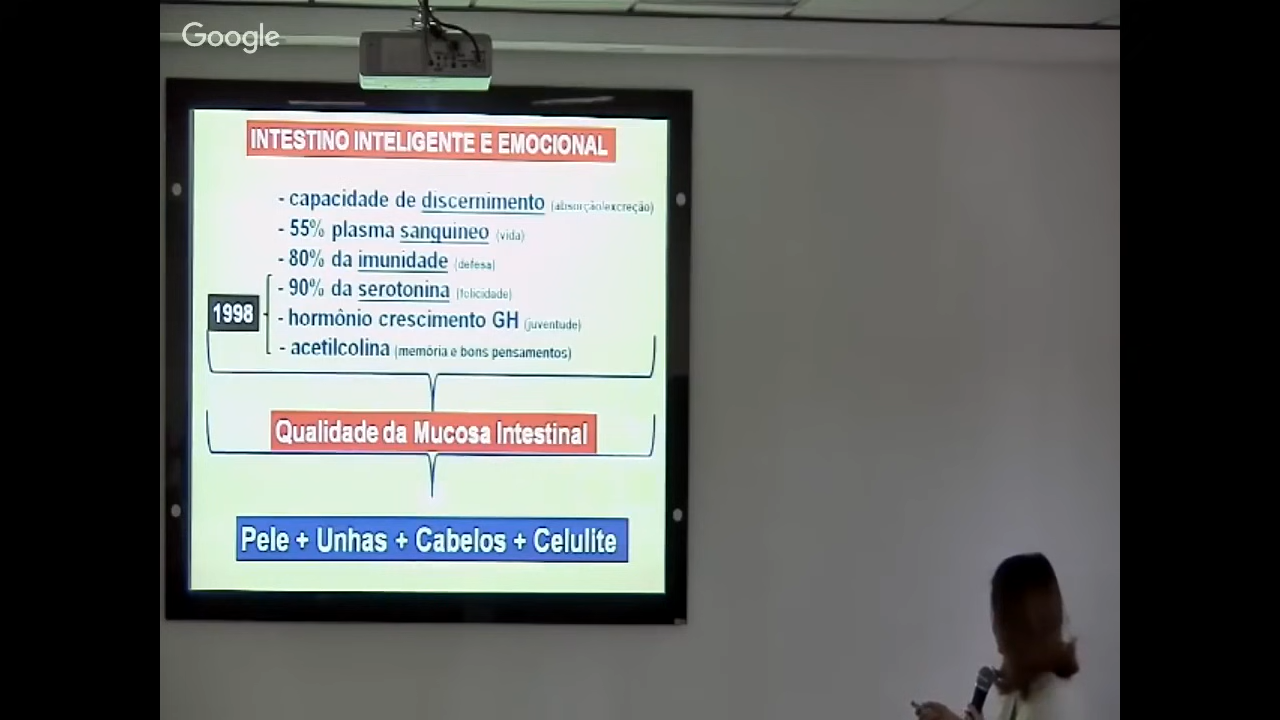 Google
INTESTINO INTELIGENTE E EMOCIONAL
- capacidade de discernimento (absorção/excreção)
- 55% plasma sanguineo (vida)
- 80% da imunidade (defesa)
- 90% da serotonina (felicidade)
1998
- hormônio crescimento GH (juventude)
- acetilcolina (memória e bons pensamentos)
Qualidade da Mucosa Intestinal
Pele + Unhas + Cabelos + Celulite